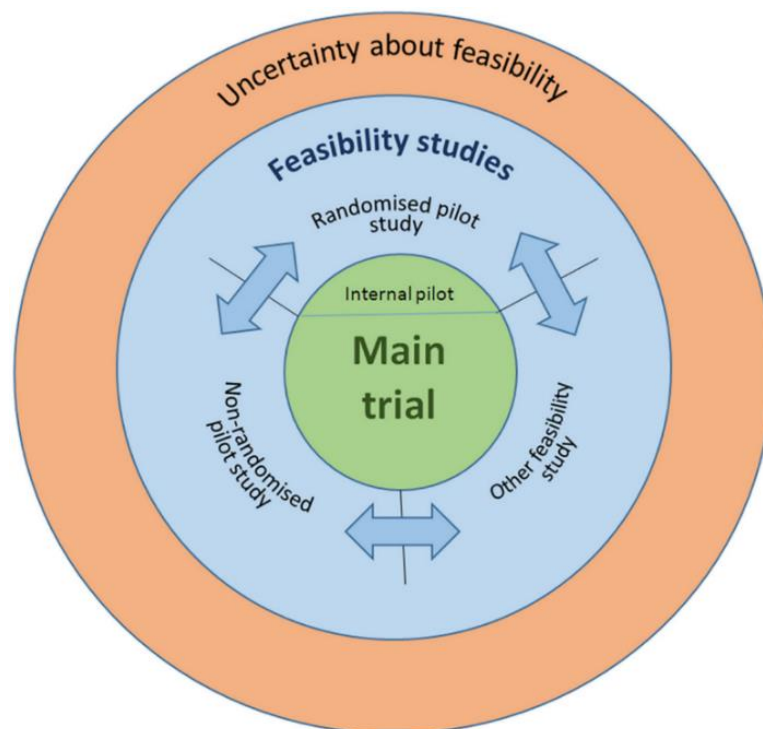 Uncertainty about feasibility
Feasibility studies
Randomised pilot
study
Internal pilot
Main
trial
Non-randomised
pilot study
Other feasibility
study